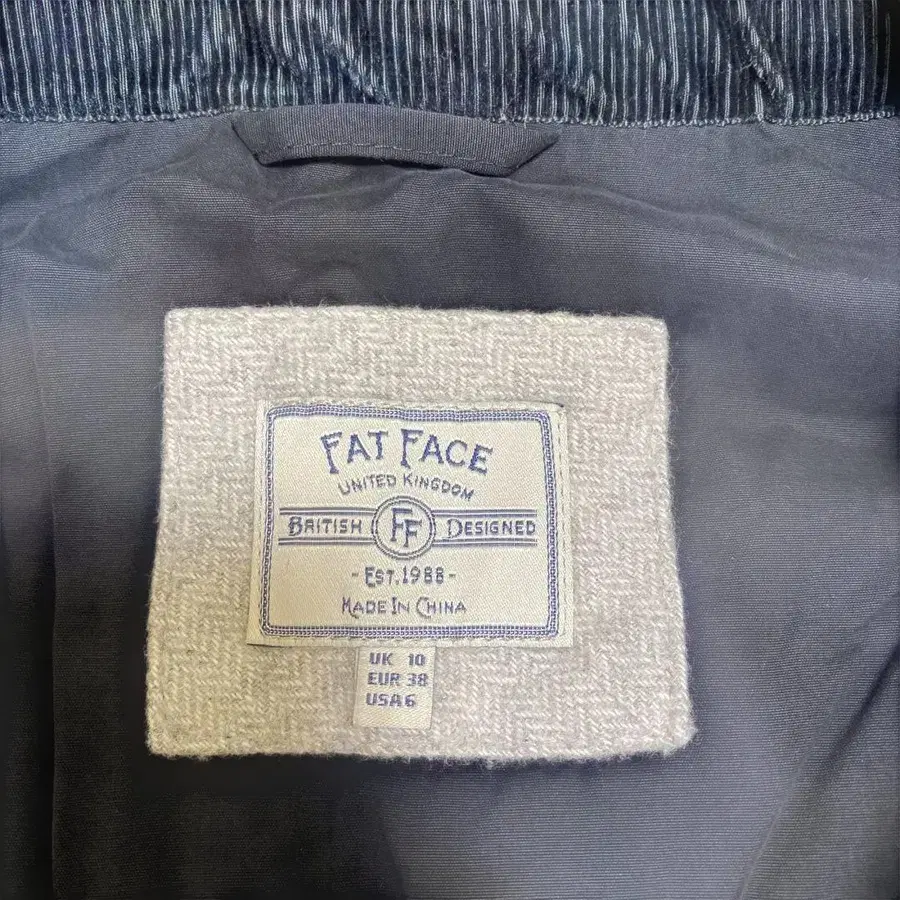 FAT FACE
UNITED KINGDOM
BRITISH FF DESIGNED
- EST. 1988 -
MADE IN CHINA
UK 10
EUR 38
USA 6